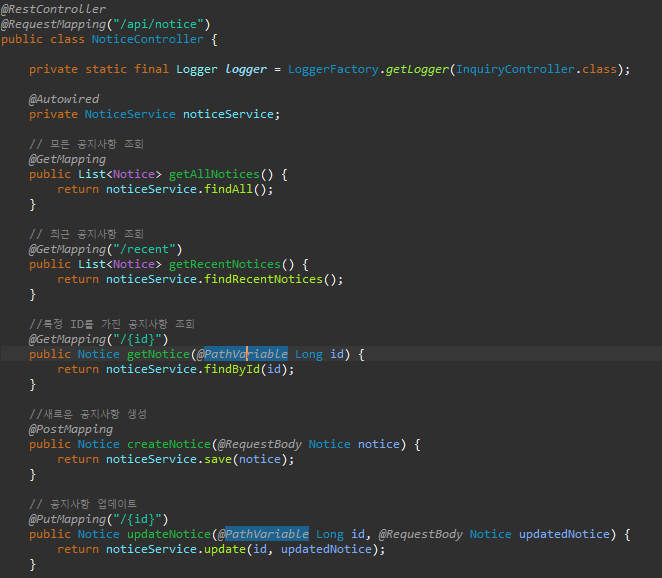 @RestController
@RequestMapping("/api/notice")
public class NoticeController {
private static final Logger logger = LoggerFactory.getLogger(InquiryController.class);
@Autowired
private NoticeService noticeService;
// 모든 공지사항 조회
@GetMapping
public List<Notice> getAllNotices() {
return noticeService.findAll();
}
// 최근 공지사항 조회
@GetMapping("/recent")
public List<Notice> getRecentNotices() {
return noticeService.findRecentNotices();
}
//특정 ID를 가진 공지사항 조회
@GetMapping("/{id}")
public Notice getNotice(@PathVariable Long id) {
return noticeService.findById(id);
}
//새로운 공지사항 생성
@PostMapping
public Notice createNotice(@RequestBody Notice notice) {
return noticeService.save(notice);
}
// 공지사항 업데이트
@PutMapping("/{id}")
public Notice updateNotice(@PathVariable Long id, @RequestBody Notice updatedNotice) {
return noticeService.update(id, updatedNotice);
}